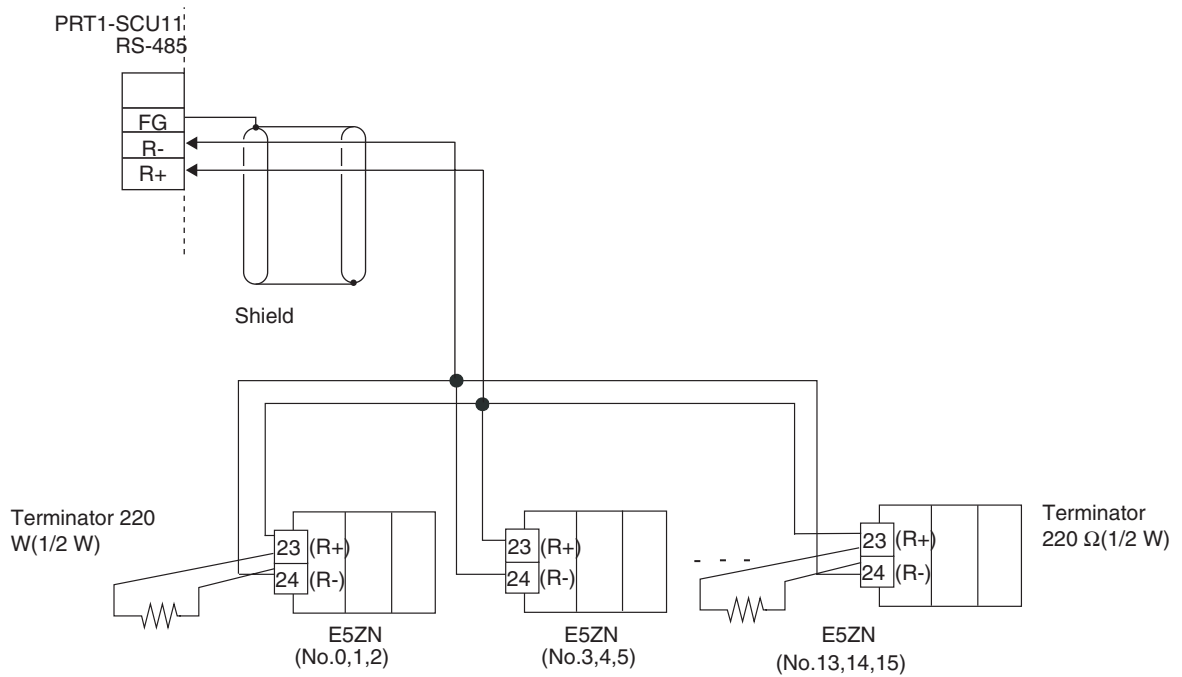 PRT1-SCU11
RS-485
FG
R-
R+
Shield
Terminator 220
W(1/2 W)
23 (R+)
24 (R-)
E5ZN
(No.0,1,2)
23 (R+)
24 (R-)
E5ZN
(No.3,4,5)
- - -
23 (R+)
24 (R-)
E5ZN
(No.13,14,15)
Terminator
220 Ω(1/2 W)